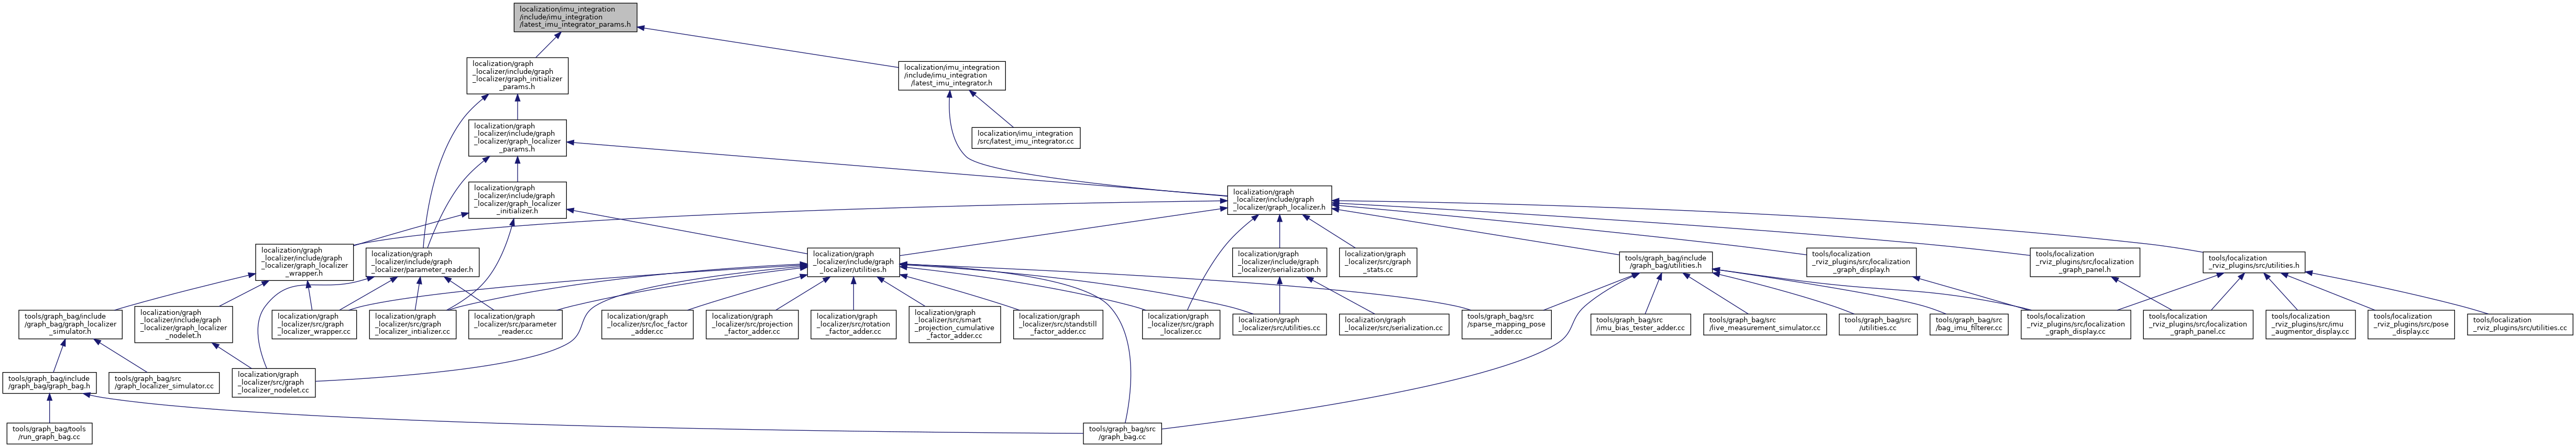 localization/imu_integration
/include/imu_integration
/latest_imu_integrator_params.h
localization/graph
_localizer/include/graph
_localizer/graph_initializer
_params.h
localization/imu_integration
/include/imu_integration
/latest_imu_integrator.h
localization/graph
_localizer/include/graph
_localizer/graph_localizer
_params.h
localization/imu_integration
/src/latest_imu_integrator.cc
localization/graph
_localizer/include/graph
_localizer/graph_localizer
_initializer.h
localization/graph
_localizer/include/graph
_localizer/graph_localizer.h
localization/graph
_localizer/include/graph
_localizer/graph_localizer
_wrapper.h
localization/graph
_localizer/include/graph
_localizer/parameter_reader.h
localization/graph
_localizer/include/graph
_localizer/utilities.h
localization/graph
_localizer/include/graph
_localizer/serialization.h
localization/graph
_localizer/src/graph
_stats.cc
tools/graph_bag/include
/graph_bag/utilities.h
tools/localization
_rviz_plugins/src/localization
_graph_display.h
tools/localization
_rviz_plugins/src/localization
_graph_panel.h
tools/localization
_rviz_plugins/src/utilities.h
tools/graph_bag/include
/graph_bag/graph_localizer
_simulator.h
localization/graph
_localizer/include/graph
_localizer/graph_localizer
_nodelet.h
localization/graph
_localizer/src/graph
_localizer_wrapper.cc
localization/graph
_localizer/src/graph
_localizer_intializer.cc
localization/graph
_localizer/src/parameter
_reader.cc
localization/graph
_localizer/src/loc_factor
_adder.cc
localization/graph
_localizer/src/projection
_factor_adder.cc
localization/graph
_localizer/src/rotation
_factor_adder.cc
localization/graph
_localizer/src/smart
_projection_cumulative
_factor_adder.cc
localization/graph
_localizer/src/standstill
_factor_adder.cc
localization/graph
_localizer/src/graph
_localizer.cc
localization/graph
_localizer/src/utilities.cc
localization/graph
_localizer/src/serialization.cc
tools/graph_bag/src
/sparse_mapping_pose
_adder.cc
tools/graph_bag/src
/imu_bias_tester_adder.cc
tools/graph_bag/src
/live_measurement_simulator.cc
tools/graph_bag/src
/utilities.cc
tools/graph_bag/src
/bag_imu_filterer.cc
tools/localization
_rviz_plugins/src/localization
_graph_display.cc
tools/localization
_rviz_plugins/src/localization
_graph_panel.cc
tools/localization
_rviz_plugins/src/imu
_augmentor_display.cc
tools/localization
_rviz_plugins/src/pose
_display.cc
tools/localization
_rviz_plugins/src/utilities.cc
tools/graph_bag/include
/graph_bag/graph_bag.h
tools/graph_bag/src
/graph_localizer_simulator.cc
localization/graph
_localizer/src/graph
_localizer_nodelet.cc
tools/graph_bag/tools
/run_graph_bag.cc
tools/graph_bag/src
/graph_bag.cc